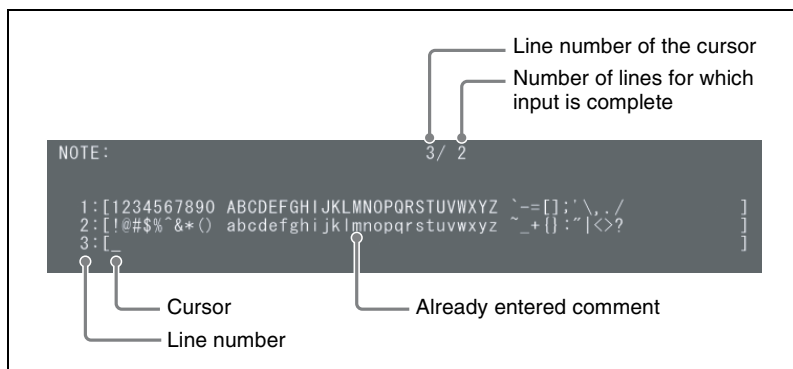 Line number of the cursor
Number of lines for which
input is complete
NOTE: 3/ 2
1:[1234567890 ABCDEFGHIJKLMNOPQRSTUVWXYZ `-=[];'\,./ ]
2:[!@#$%^&*() abcdefghijklmnopqrstuvwxyz ~_+{}:"|<>? ]
3:[_ ]
Cursor
Already entered comment
Line number